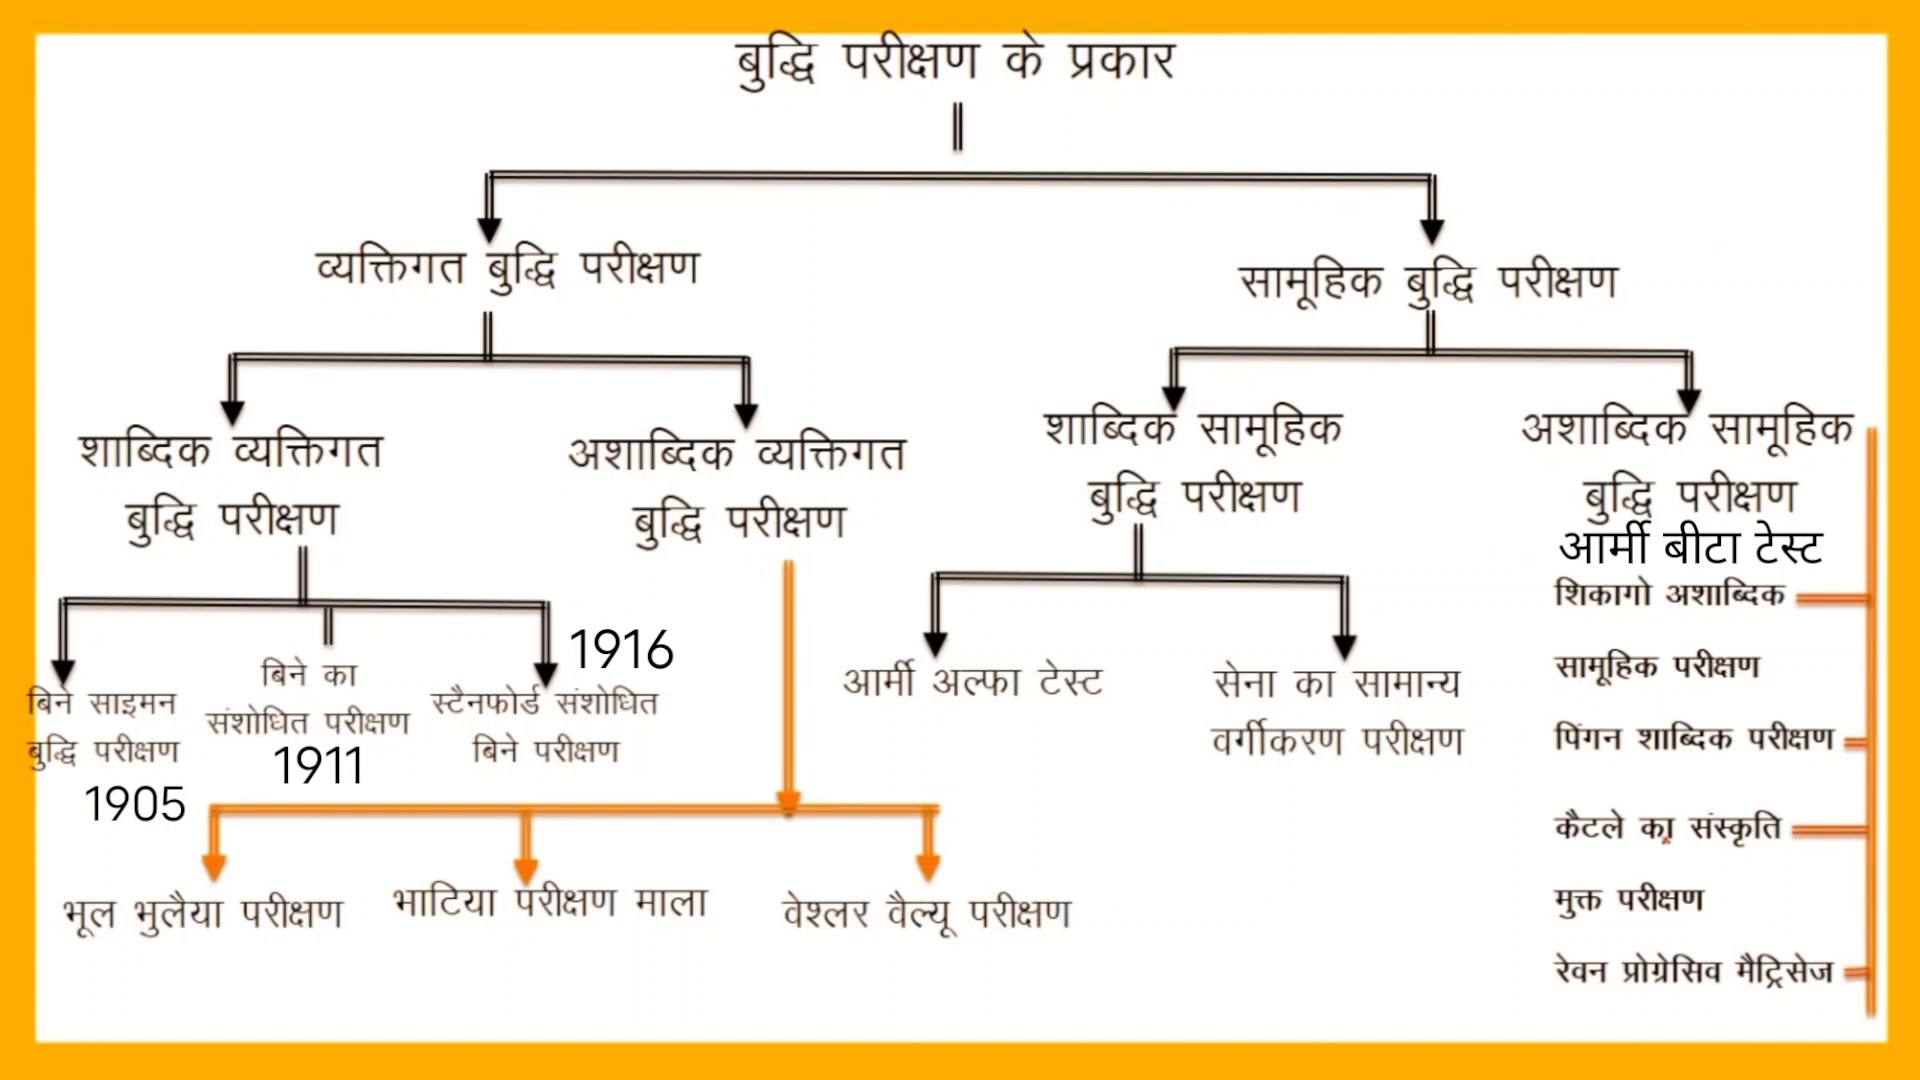 बुद्धि परीक्षण के प्रकार
व्यक्तिगत बुद्धि परीक्षण
सामूहिक बुद्धि परीक्षण
शाब्दिक व्यक्तिगत
बुद्धि परीक्षण
अशाब्दिक व्यक्तिगत
बुद्धि परीक्षण
शाब्दिक सामूहिक
बुद्धि परीक्षण
अशाब्दिक सामूहिक
बुद्धि परीक्षण
आर्मी बीटा टेस्ट
शिकागो अशाब्दिक
सामूहिक परीक्षण
पिंगन शाब्दिक परीक्षण
कैटले का संस्कृति
मुक्त परीक्षण
रेवन प्रोग्रेसिव मैट्रिसेज
बिने साइमन
बुद्धि परीक्षण
1905
बिने का
संशोधित परीक्षण
1911
1916
स्टैनफोर्ड संशोधित
बिने परीक्षण
आर्मी अल्फा टेस्ट
सेना का सामान्य
वर्गीकरण परीक्षण
भूल भुलैया परीक्षण
भाटिया परीक्षण माला
वेश्लर वैल्यू परीक्षण